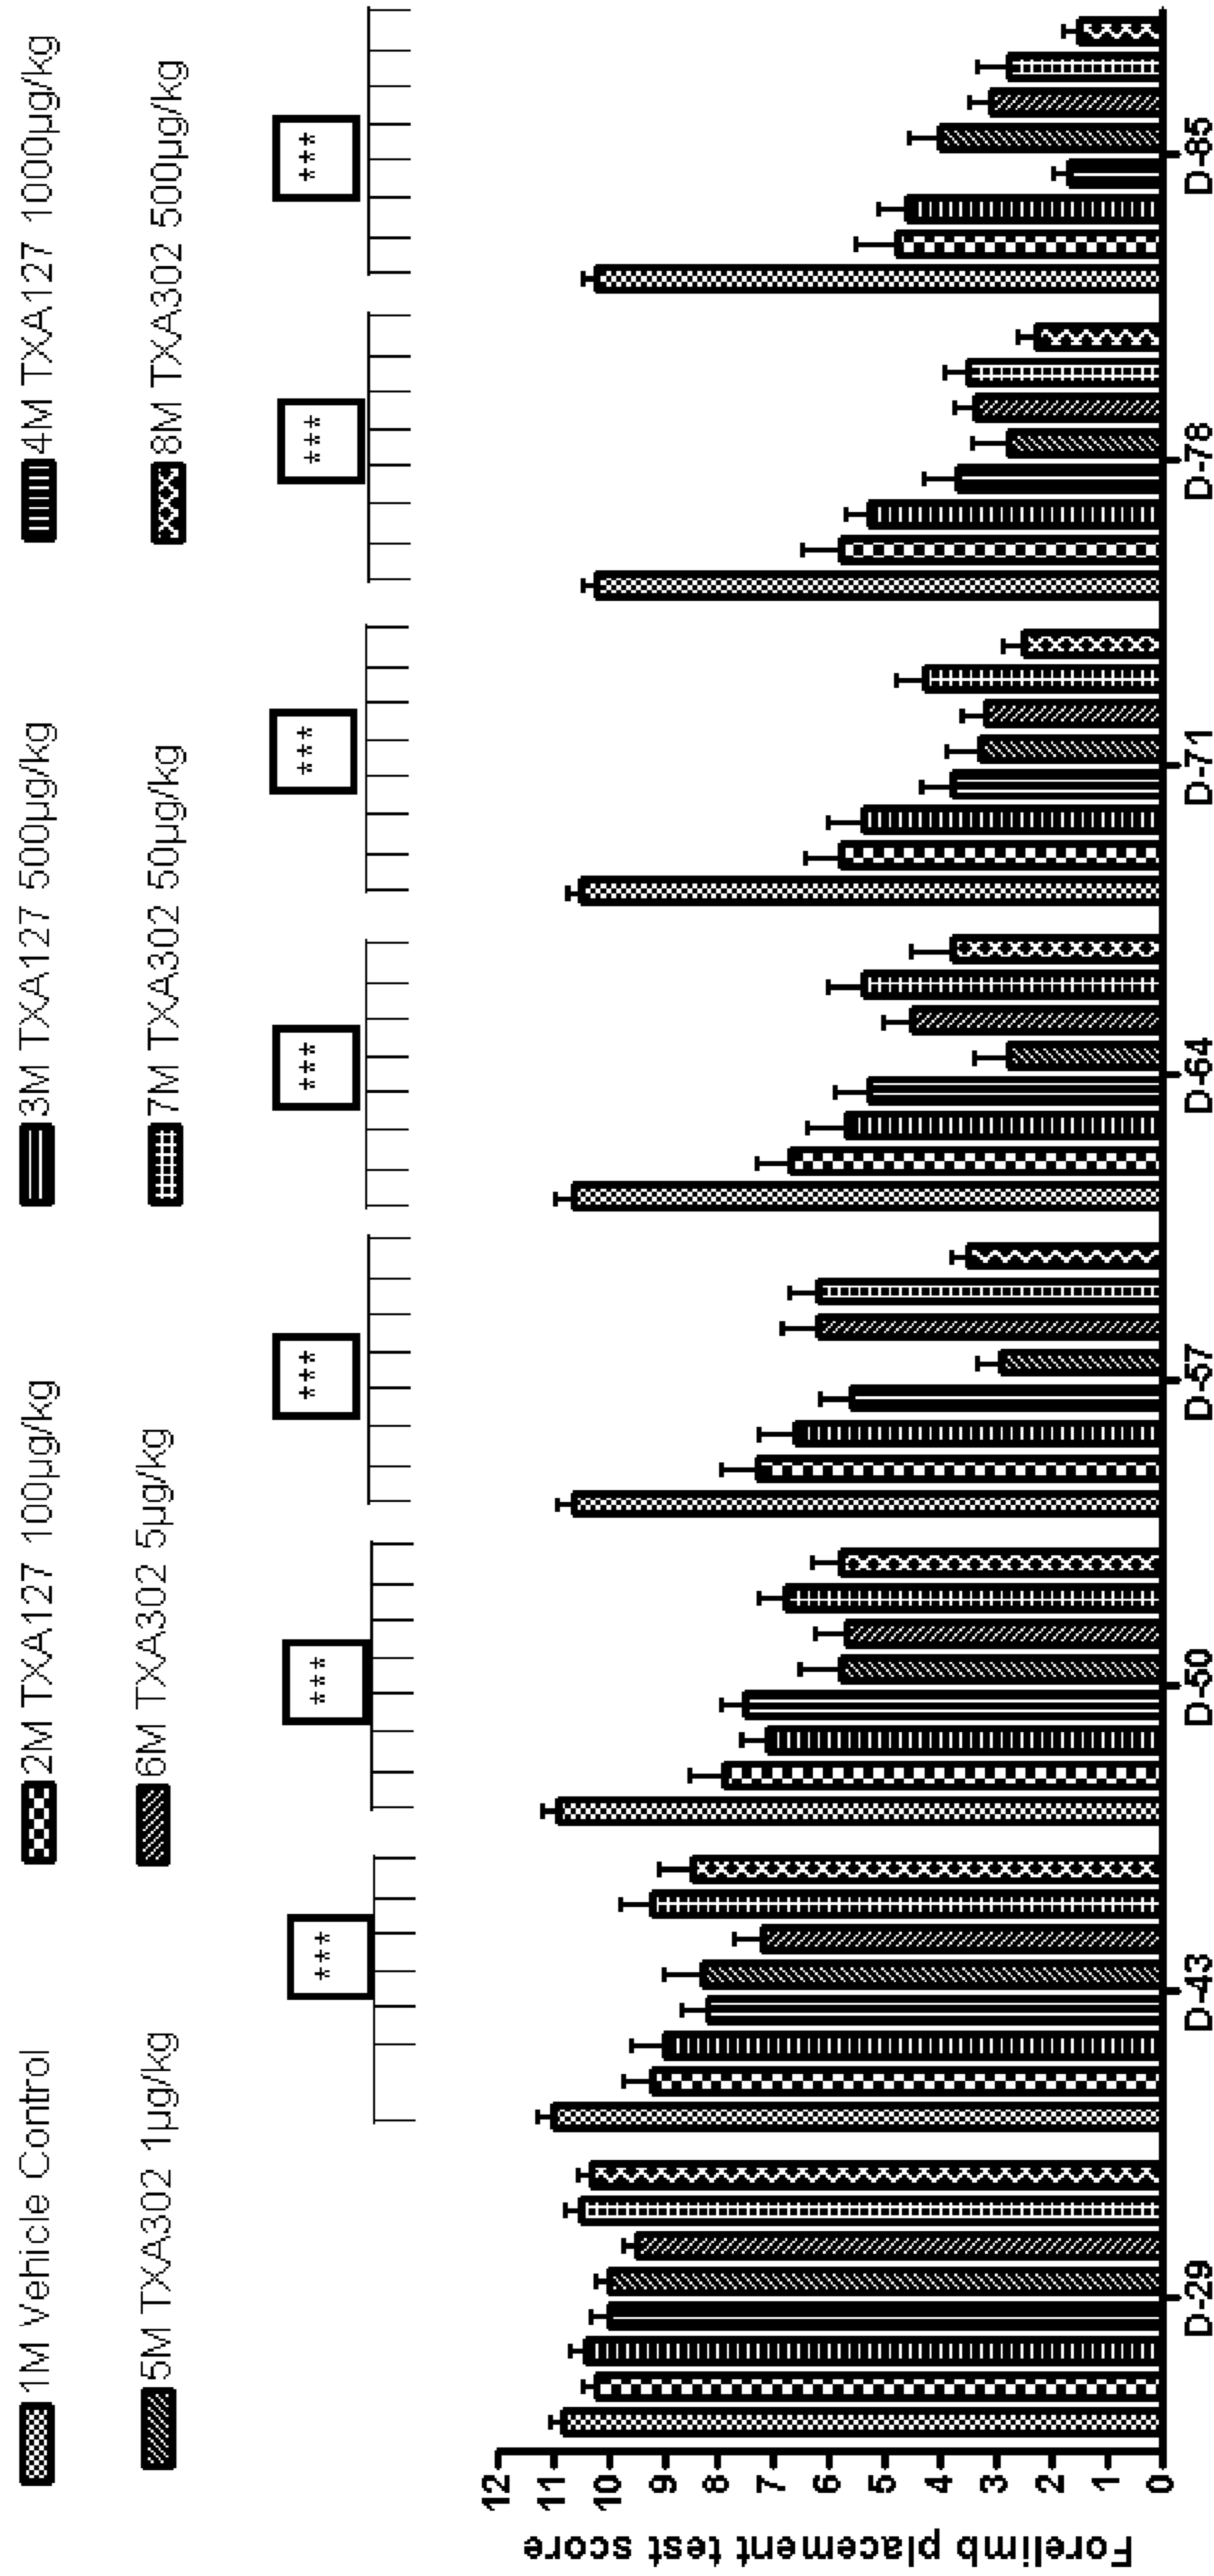 1M Vehicle Control 2M TXA127 100µg/kg 3M TXA127 500µg/kg 4M TXA127 1000µg/kg
5M TXA302 1µg/kg 6M TXA302 5µg/kg 7M TXA302 50µg/kg 8M TXA302 500µg/kg
*** *** *** *** *** *** ***
Forelimb placement test score
12
11
10
9
8
7
6
5
4
3
2
1
0
D-29 D-43 D-50 D-57 D-64 D-71 D-78 D-85